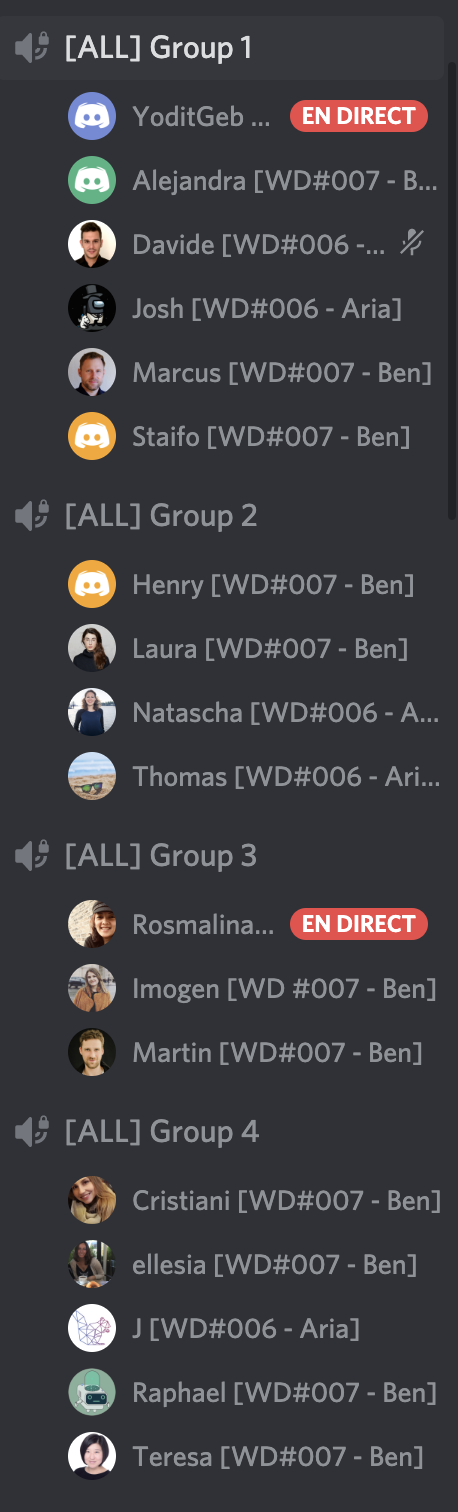 [ALL] Group 1
YoditGeb ... EN DIRECT
Alejandra [WD#007 - B...
Davide [WD#006 -...
Josh [WD#006 - Aria]
Marcus [WD#007 - Ben]
Staifo [WD#007 - Ben]
[ALL] Group 2
Henry [WD#007 - Ben]
Laura [WD#007 - Ben]
Natascha [WD#006 - A...
Thomas [WD#006 - Ari...
[ALL] Group 3
Rosmalina... EN DIRECT
Imogen [WD #007 - Ben]
Martin [WD#007 - Ben]
[ALL] Group 4
Cristiani [WD#007 - Ben]
ellesia [WD#007 - Ben]
J [WD#006 - Aria]
Raphael [WD#007 - Ben]
Teresa [WD#007 - Ben]